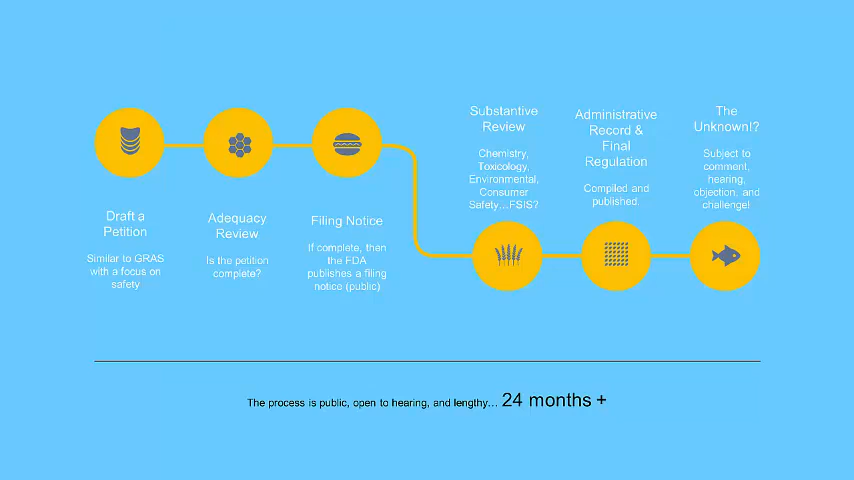 Draft a
Petition
Similar to GRAS
with a focus on
safety
Adequacy
Review
Is the petition
complete?
Filing Notice
If complete, then
the FDA
publishes a filing
notice (public)
Substantive
Review
Chemistry,
Toxicology,
Environmental,
Consumer
Safety…FSIS?
Administrative
Record &
Final
Regulation
Compiled and
published.
The
Unknown!?
Subject to
comment,
hearing,
objection, and
challenge!
The process is public, open to hearing, and lengthy… 24 months +